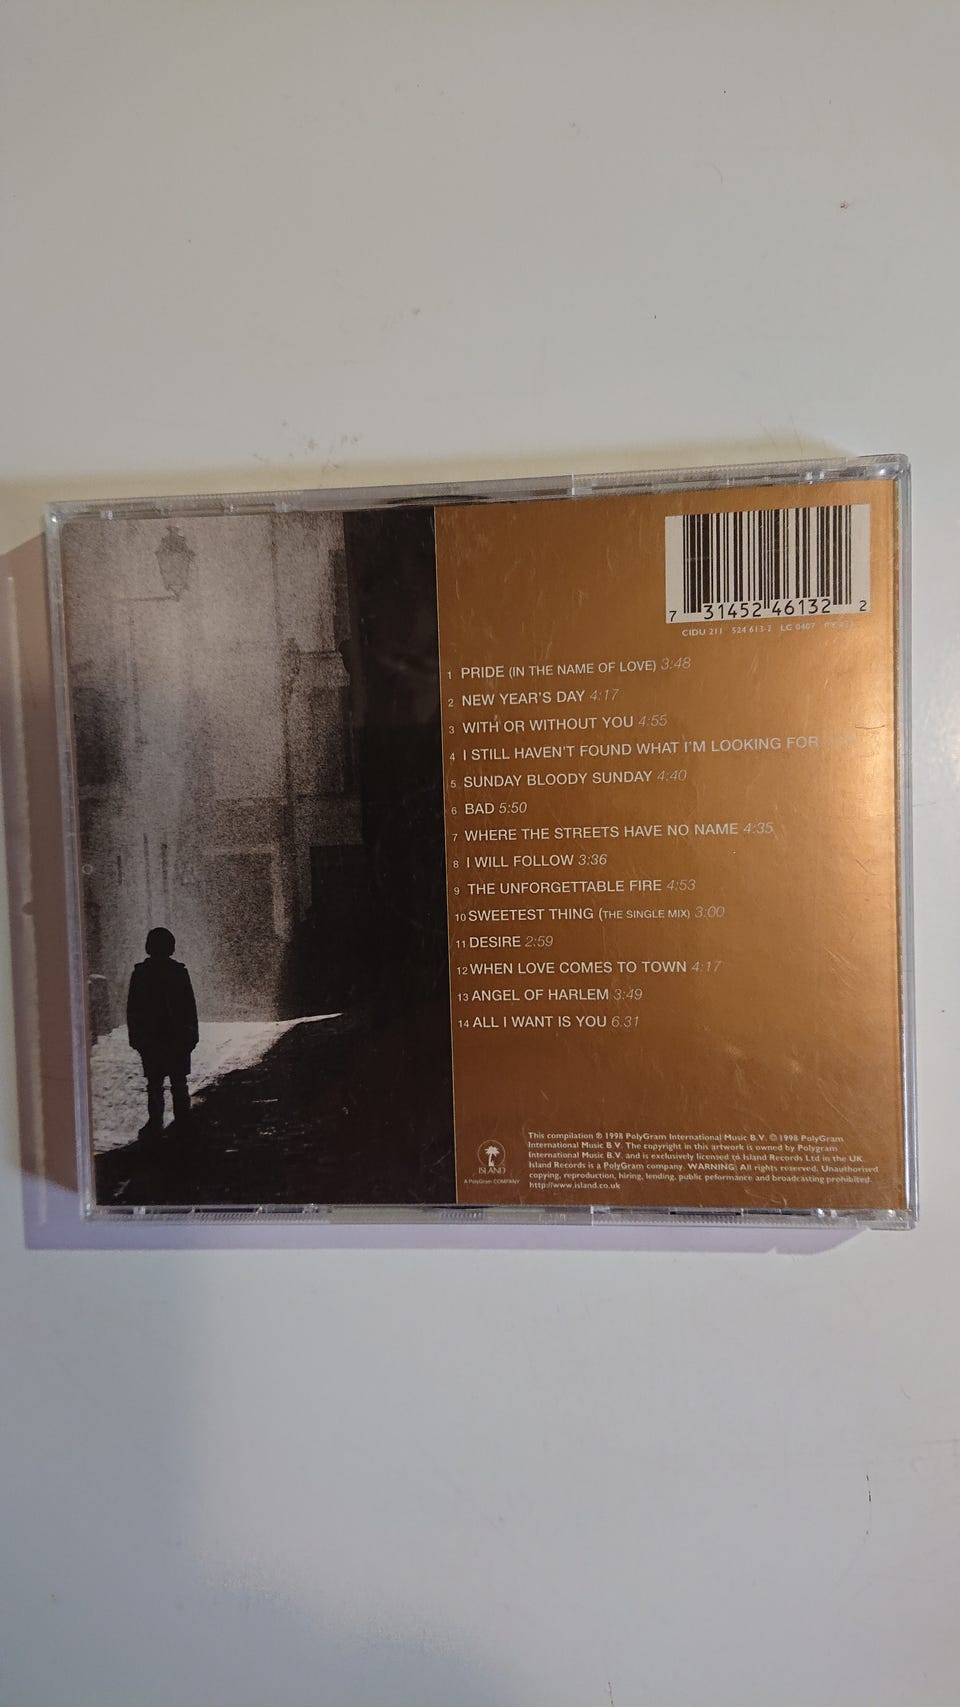 7 31452 46132 2
CIDU 211 524 613-2 LC 0407
1 PRIDE (IN THE NAME OF LOVE) 3:48
2 NEW YEAR'S DAY 4:17
3 WITH OR WITHOUT YOU 4:55
4 I STILL HAVEN'T FOUND WHAT I'M LOOKING FOR
5 SUNDAY BLOODY SUNDAY 4:40
6 BAD 5:50
7 WHERE THE STREETS HAVE NO NAME 4:35
8 I WILL FOLLOW 3:36
9 THE UNFORGETTABLE FIRE 4:53
10 SWEETEST THING (THE SINGLE MIX) 3:00
11 DESIRE 2:59
12 WHEN LOVE COMES TO TOWN 4:17
13 ANGEL OF HARLEM 3:49
14 ALL I WANT IS YOU 6.31
ISLAND
A PolyGram COMPANY
This compilation ℗ 1998 PolyGram International Music B.V. © 1998 PolyGram
International Music B.V. The copyright in this artwork is owned by Polygram
International Music B.V. and is exclusively licensed to Island Records Ltd in the UK.
Island Records is a PolyGram company. WARNING: All rights reserved. Unauthorised
copying, reproduction, hiring, lending, public peformance and broadcasting prohibited.
http://www.island.co.uk